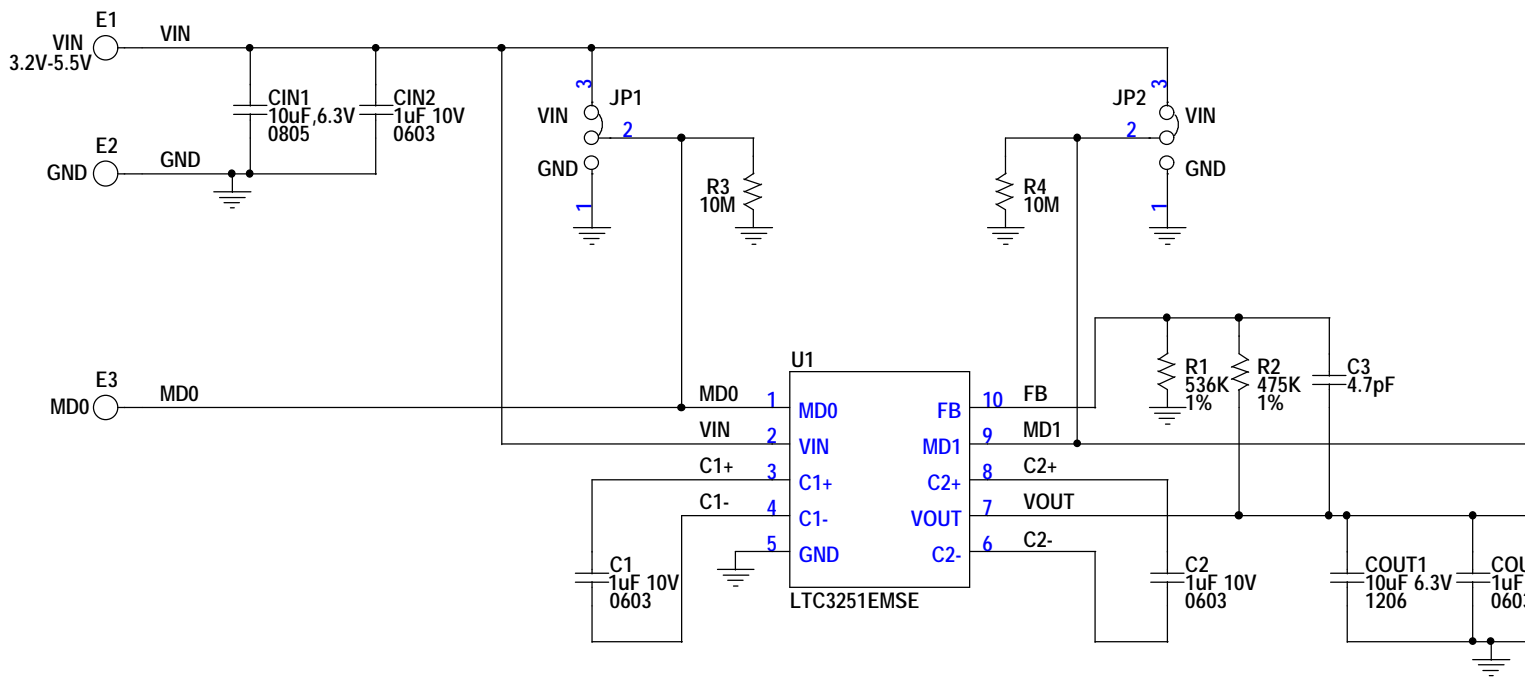 E1
VIN
3.2V-5.5V
VIN
CIN1
10uF,6.3V
0805
CIN2
1uF 10V
0603
E2
GND
GND
3
JP1
VIN
2
GND
1
R3
10M
3
JP2
VIN
2
GND
1
R4
10M
E3
MD0
MD0
U1
MD0
1
MD0
VIN
2
VIN
C1+
3
C1+
C1-
4
C1-
5
GND
FB
10
FB
MD1
9
MD1
C2+
8
C2+
VOUT
7
VOUT
C2-
6
C2-
LTC3251EMSE
C1
1uF 10V
0603
C2
1uF 10V
0603
R1
536K
1%
R2
475K
1%
C3
4.7pF
COUT1
10uF 6.3V
1206
1uF